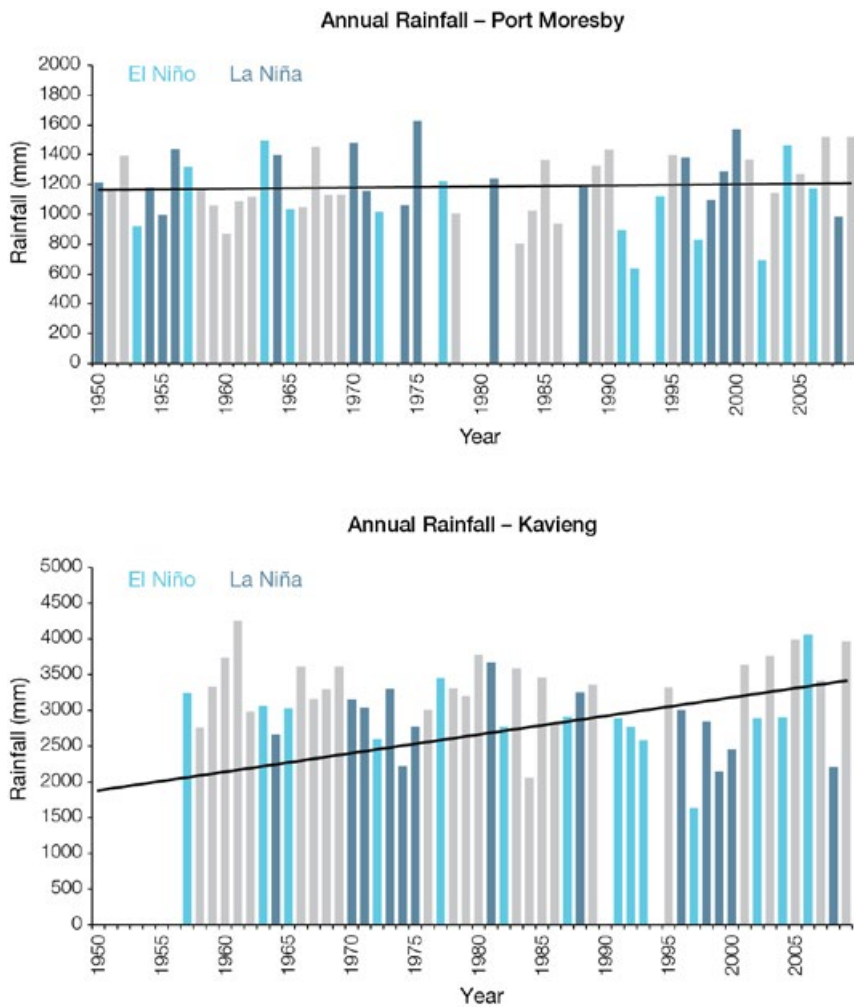 Annual Rainfall – Port Moresby
2000
El Niño La Niña
1800
1600
1400
1200
1000
800
600
400
200
0
Rainfall (mm)
1950 1955 1960 1965 1970 1975 1980 1985 1990 1995 2000 2005
Year
Annual Rainfall – Kavieng
5000
El Niño La Niña
4500
4000
3500
3000
2500
2000
1500
1000
500
0
Rainfall (mm)
1950 1955 1960 1965 1970 1975 1980 1985 1990 1995 2000 2005
Year